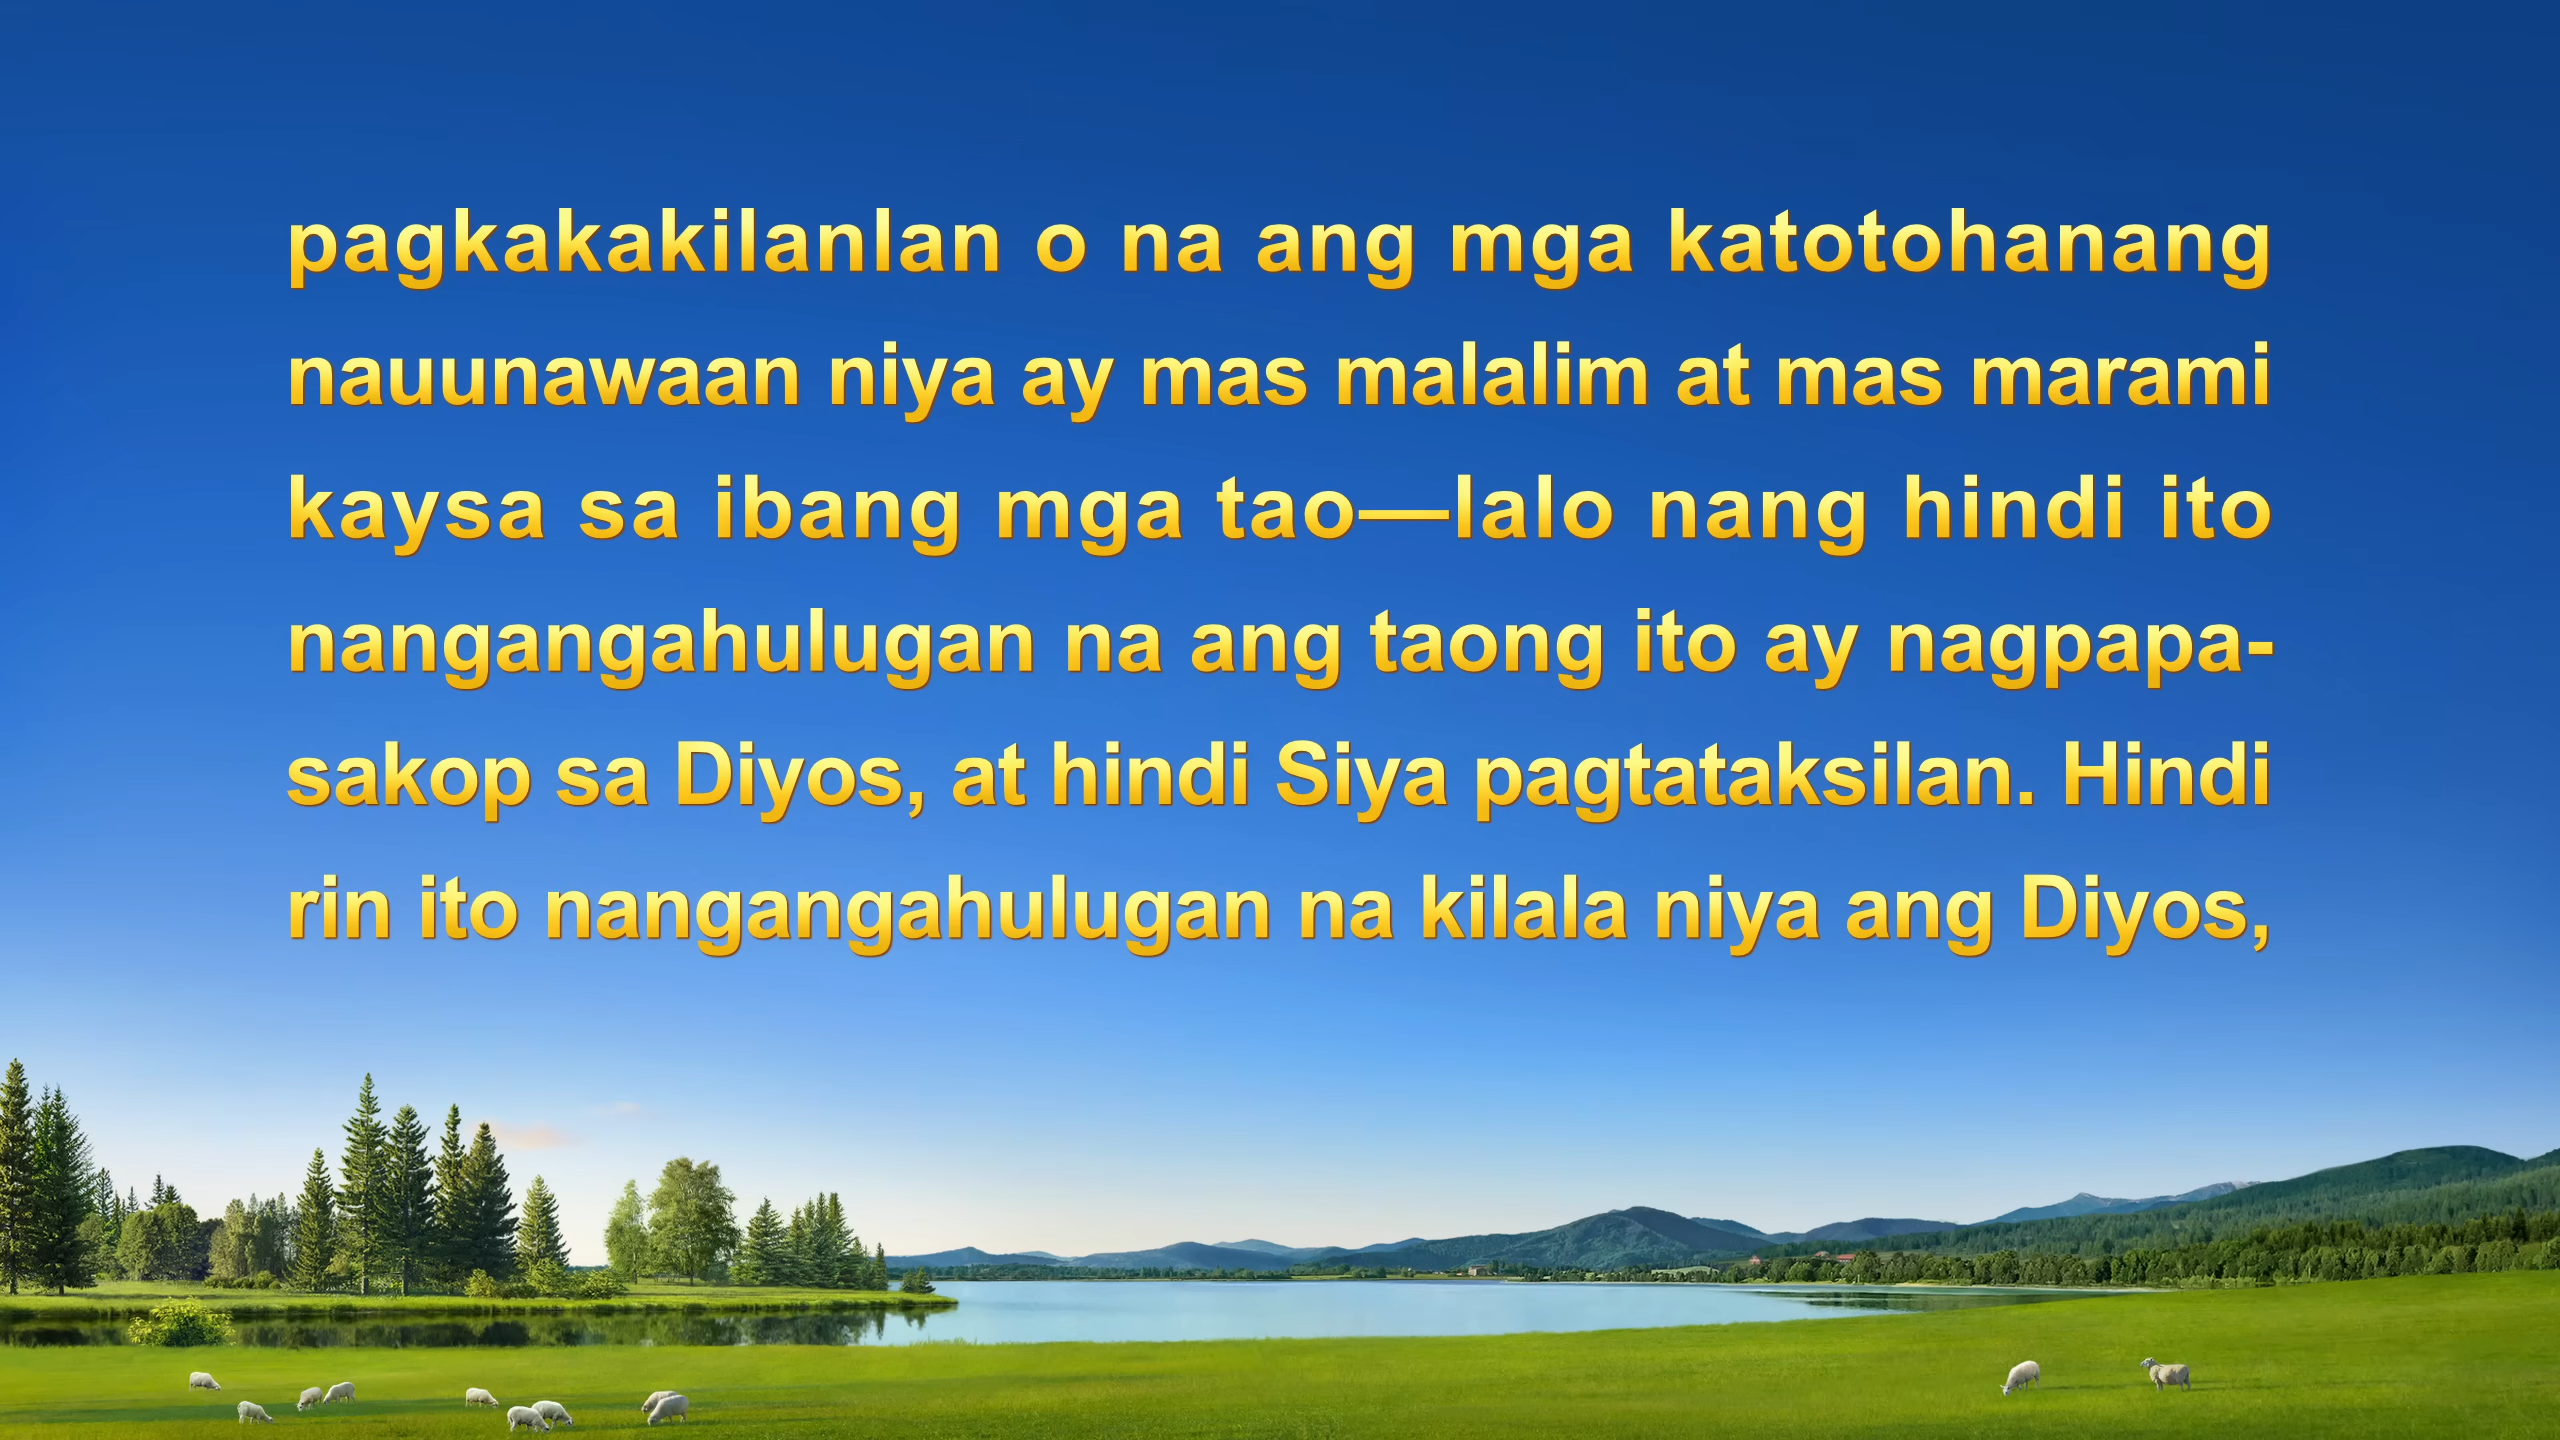 pagkakakilanlan o na ang mga katotohanang
nauunawaan niya ay mas malalim at mas marami
kaysa sa ibang mga tao—lalo nang hindi ito
nangangahulugan na ang taong ito ay nagpapa-
sakop sa Diyos, at hindi Siya pagtataksilan. Hindi
rin ito nangangahulugan na kilala niya ang Diyos,